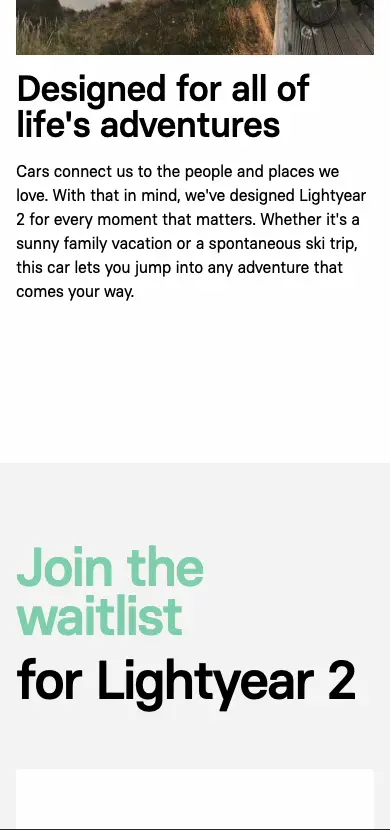 Designed for all of
life's adventures
Cars connect us to the people and places we
love. With that in mind, we've designed Lightyear
2 for every moment that matters. Whether it's a
sunny family vacation or a spontaneous ski trip,
this car lets you jump into any adventure that
comes your way.
Join the
waitlist
for Lightyear 2